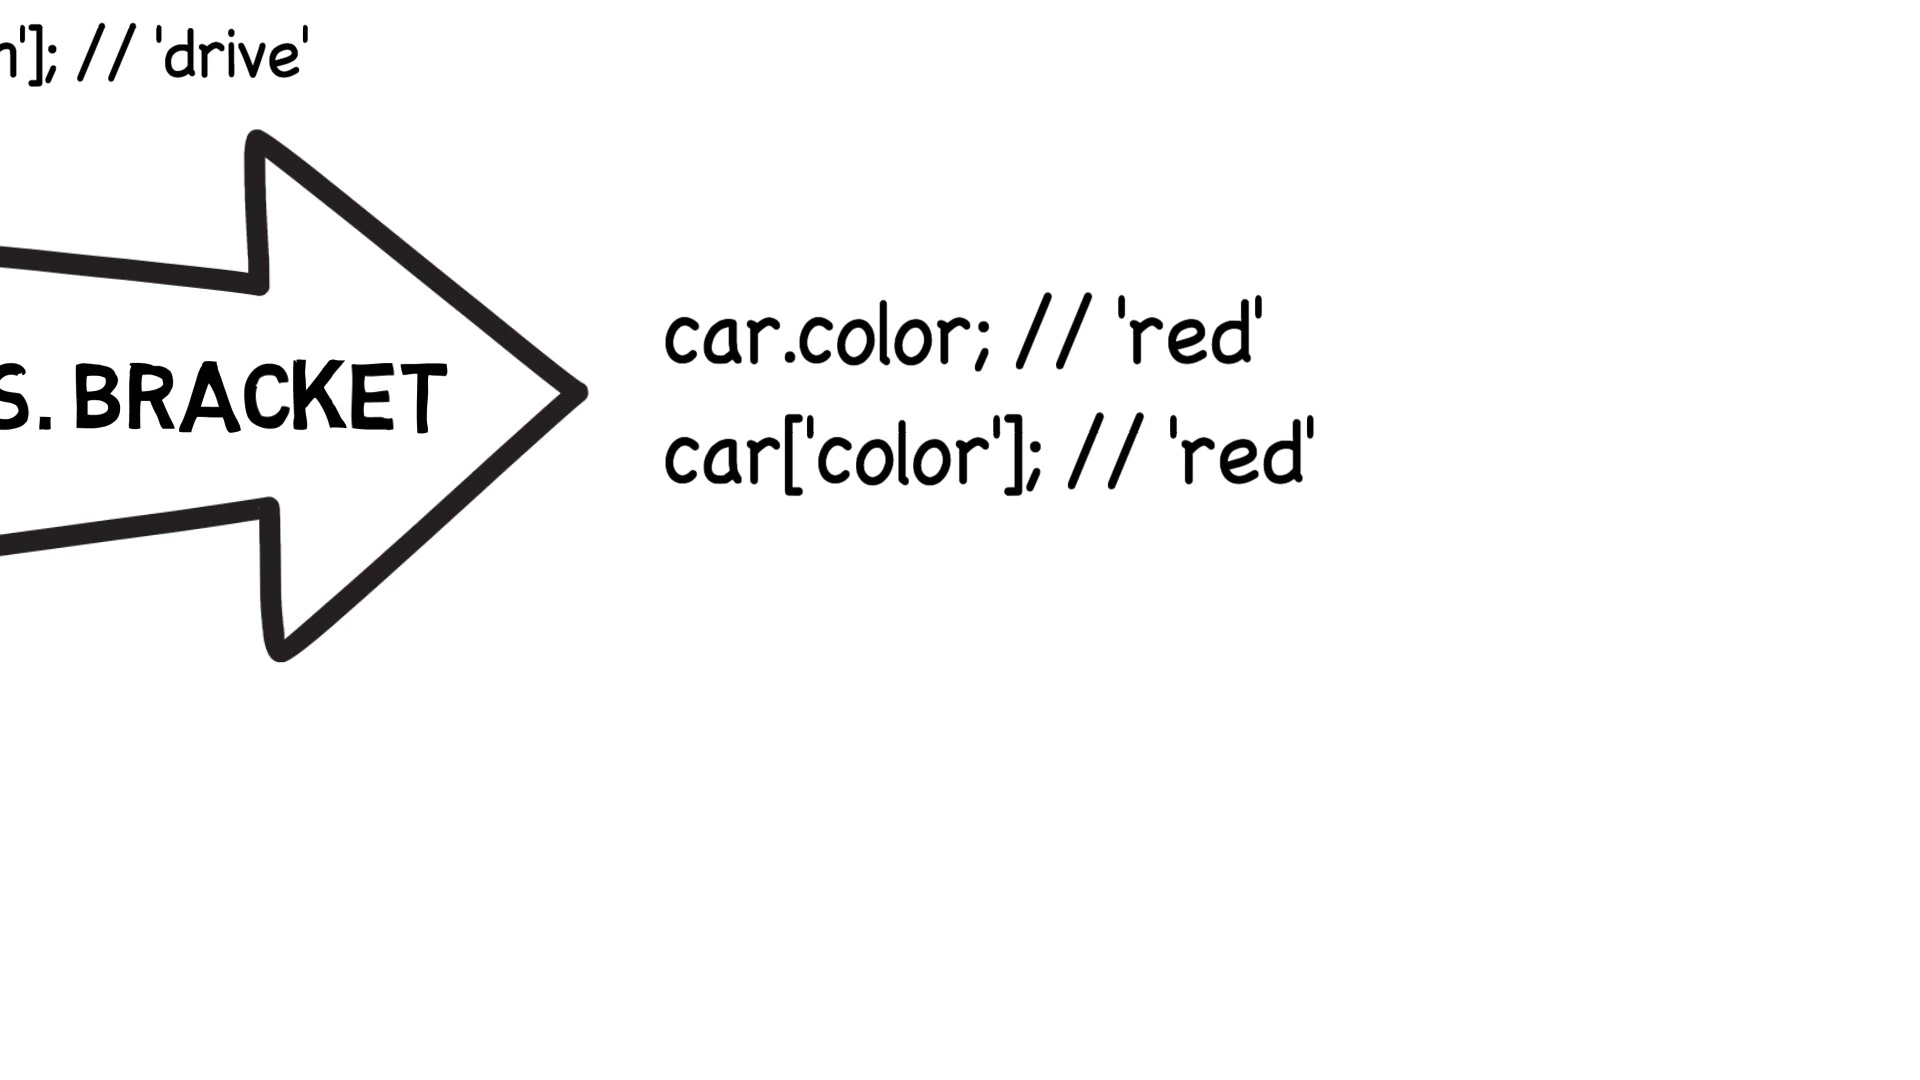 ']; // 'drive'
S. BRACKET
car.color; // 'red'
car['color']; // 'red'